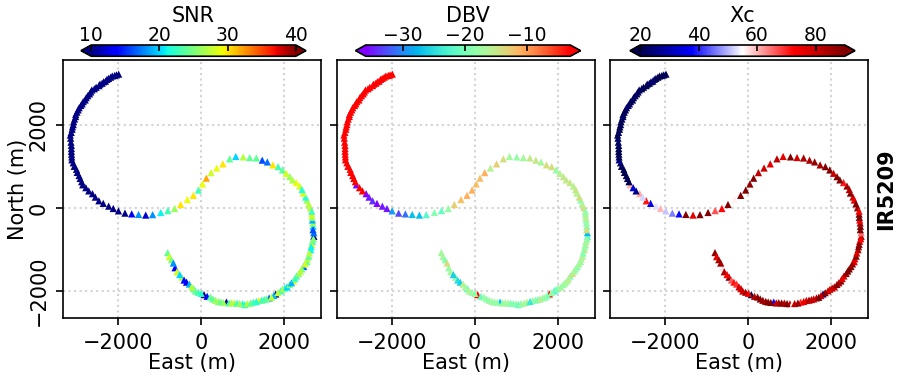 SNR DBV Xc
10 20 30 40 −30 −20 −10 20 40 60 80
2000
0
−2000
North (m)
−2000 0 2000 −2000 0 2000 −2000 0 2000
East (m) East (m) East (m)
IR5209